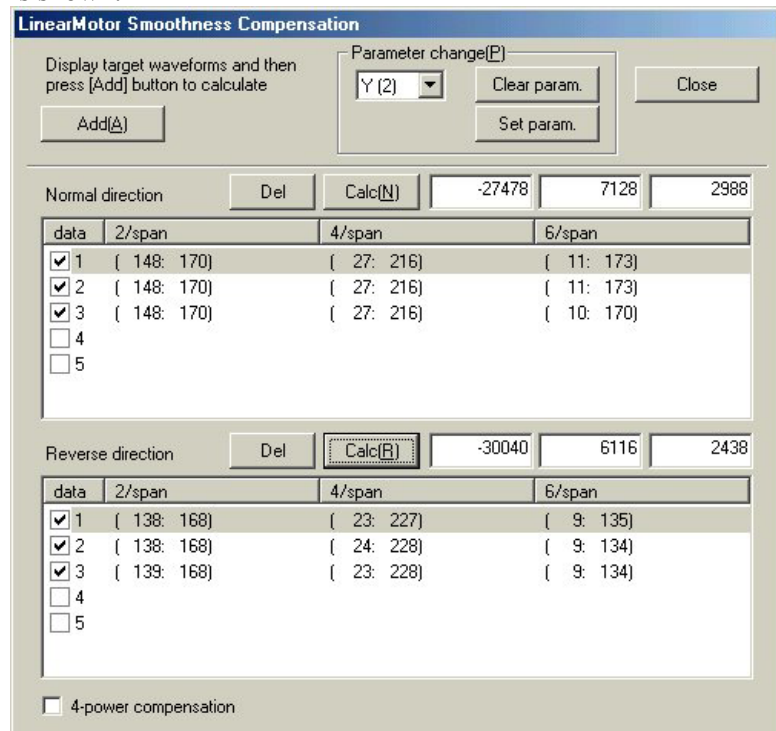 LinearMotor Smoothness Compensation
Display target waveforms and then
press [Add] button to calculate
Add(A)
Parameter change(P)
Y (2)
Clear param.
Set param.
Close
Normal direction Del Calc(N) -27478 7128 2988
data 2/span 4/span 6/span
1 ( 148: 170) ( 27: 216) ( 11: 173)
2 ( 148: 170) ( 27: 216) ( 11: 173)
3 ( 148: 170) ( 27: 216) ( 10: 170)
4
5
Reverse direction Del Calc(R) -30040 6116 2438
data 2/span 4/span 6/span
1 ( 138: 168) ( 23: 227) ( 9: 135)
2 ( 138: 168) ( 24: 228) ( 9: 134)
3 ( 139: 168) ( 23: 228) ( 9: 134)
4
5
4-power compensation